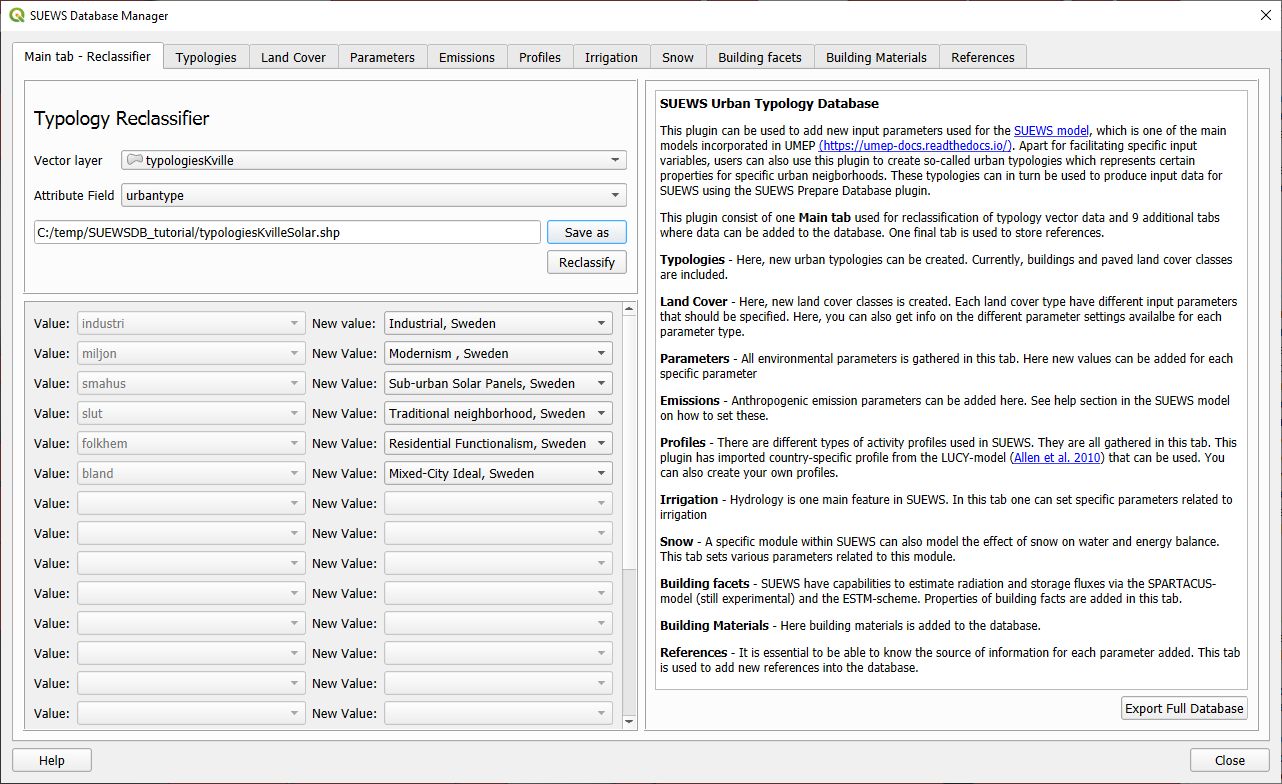 SUEWS Database Manager
Main tab - Reclassifier
Typologies
Land Cover
Parameters
Emissions
Profiles
Irrigation
Snow
Building facets
Building Materials
References
Typology Reclassifier
Vector layer
typologiesKville
Attribute Field
urbantype
C:/temp/SUEWSDB_tutorial/typologiesKvilleSolar.shp
Save as
Reclassify
Value: industri New value: Industrial, Sweden
Value: miljon New Value: Modernism , Sweden
Value: smahus New Value: Sub-urban Solar Panels, Sweden
Value: slut New Value: Traditional neighborhood, Sweden
Value: folkhem New Value: Residential Functionalism, Sweden
Value: bland New Value: Mixed-City Ideal, Sweden
Value: New Value:
Value: New Value:
Value: New Value:
Value: New Value:
Value: New Value:
Value: New Value:
Value: New Value:
Value: New Value:
SUEWS Urban Typology Database
This plugin can be used to add new input parameters used for the SUEWS model, which is one of the main
models incorporated in UMEP (https://umep-docs.readthedocs.io/). Apart for facilitating specific input
variables, users can also use this plugin to create so-called urban typologies which represents certain
properties for specific urban neigborhoods. These typologies can in turn be used to produce input data for
SUEWS using the SUEWS Prepare Database plugin.
This plugin consist of one Main tab used for reclassification of typology vector data and 9 additional tabs
where data can be added to the database. One final tab is used to store references.
Typologies - Here, new urban typologies can be created. Currently, buildings and paved land cover classes
are included.
Land Cover - Here, new land cover classes is created. Each land cover type have different input parameters
that should be specified. Here, you can also get info on the different parameter settings availalbe for each
parameter type.
Parameters - All environmental parameters is gathered in this tab. Here new values can be added for each
specific parameter
Emissions - Anthropogenic emission parameters can be added here. See help section in the SUEWS model
on how to set these.
Profiles - There are different types of activity profiles used in SUEWS. They are all gathered in this tab. This
plugin has imported country-specific profile from the LUCY-model (Allen et al. 2010) that can be used. You
can also create your own profiles.
Irrigation - Hydrology is one main feature in SUEWS. In this tab one can set specific parameters related to
irrigation
Snow - A specific module within SUEWS can also model the effect of snow on water and energy balance.
This tab sets various parameters related to this module.
Building facets - SUEWS have capabilities to estimate radiation and storage fluxes via the SPARTACUS-
model (still experimental) and the ESTM-scheme. Properties of building facts are added in this tab.
Building Materials - Here building materials is added to the database.
References - It is essential to be able to know the source of information for each parameter added. This tab
is used to add new references into the database.
Export Full Database
Help
Close